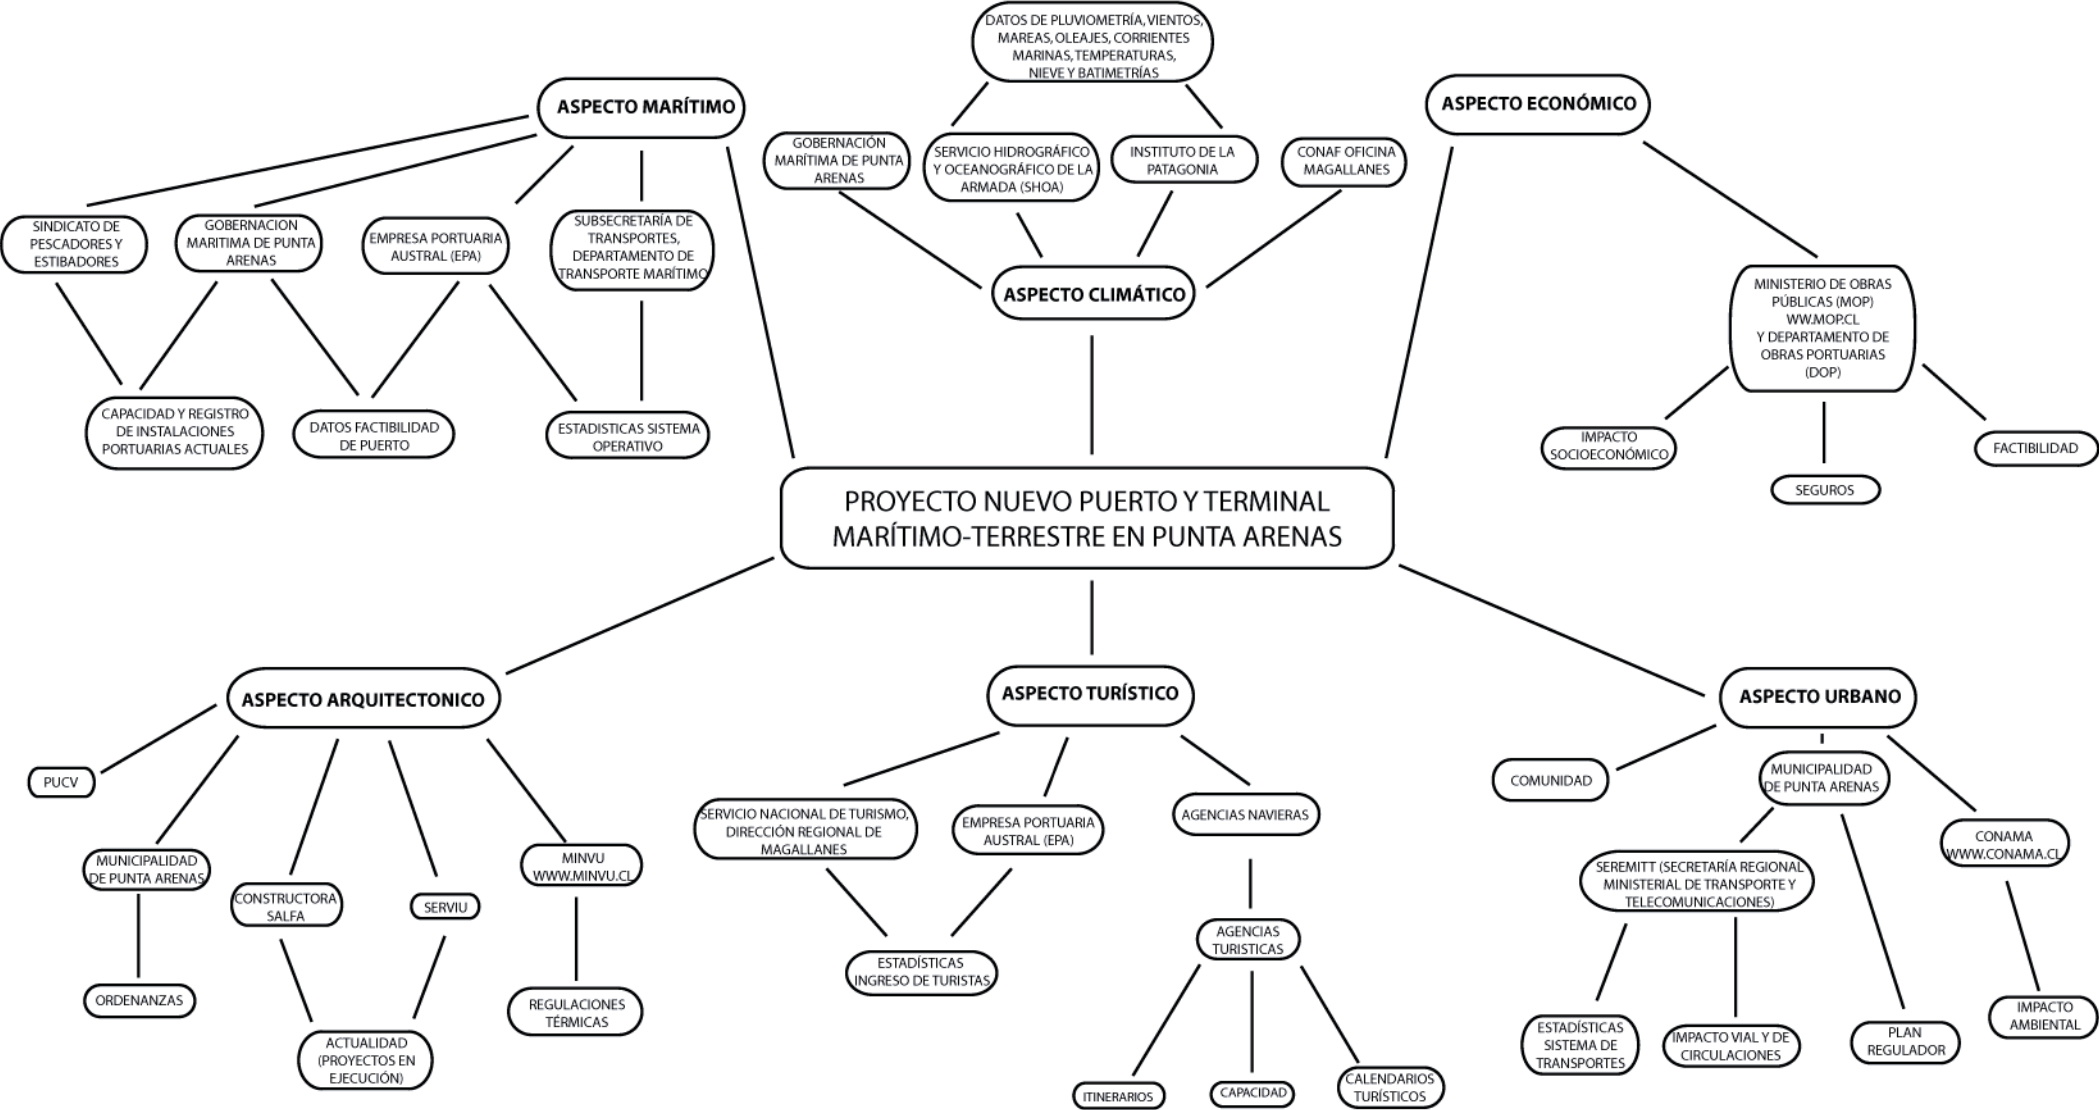 DATOS DE PLUVIOMETRÍA, VIENTOS,
MAREAS, OLEAJES, CORRIENTES
MARINAS, TEMPERATURAS,
NIEVE Y BATIMETRÍAS
ASPECTO MARÍTIMO
ASPECTO ECONÓMICO
GOBERNACIÓN
MARÍTIMA DE PUNTA
ARENAS
SERVICIO HIDROGRÁFICO
Y OCEANOGRÁFICO DE LA
ARMADA (SHOA)
INSTITUTO DE LA
PATAGONIA
CONAF OFICINA
MAGALLANES
SINDICATO DE
PESCADORES Y
ESTIBADORES
GOBERNACION
MARITIMA DE PUNTA
ARENAS
EMPRESA PORTUARIA
AUSTRAL (EPA)
SUBSECRETARÍA DE
TRANSPORTES,
DEPARTAMENTO DE
TRANSPORTE MARÍTIMO
ASPECTO CLIMÁTICO
MINISTERIO DE OBRAS
PÚBLICAS (MOP)
WW.MOP.CL
Y DEPARTAMENTO DE
OBRAS PORTUARIAS
(DOP)
CAPACIDAD Y REGISTRO
DE INSTALACIONES
PORTUARIAS ACTUALES
DATOS FACTIBILIDAD
DE PUERTO
ESTADISTICAS SISTEMA
OPERATIVO
IMPACTO
SOCIOECONÓMICO
SEGUROS
FACTIBILIDAD
PROYECTO NUEVO PUERTO Y TERMINAL
MARÍTIMO-TERRESTRE EN PUNTA ARENAS
ASPECTO ARQUITECTONICO
ASPECTO TURÍSTICO
ASPECTO URBANO
PUCV
MUNICIPALIDAD
DE PUNTA ARENAS
CONSTRUCTORA
SALFA
SERVIU
MINVU
WWW.MINVU.CL
ORDENANZAS
ACTUALIDAD
(PROYECTOS EN
EJECUCIÓN)
REGULACIONES
TÉRMICAS
SERVICIO NACIONAL DE TURISMO,
DIRECCIÓN REGIONAL DE
MAGALLANES
EMPRESA PORTUARIA
AUSTRAL (EPA)
AGENCIAS NAVIERAS
ESTADÍSTICAS
INGRESO DE TURISTAS
AGENCIAS
TURISTICAS
ITINERARIOS
CAPACIDAD
CALENDARIOS
TURÍSTICOS
COMUNIDAD
MUNICIPALIDAD
DE PUNTA ARENAS
CONAMA
WWW.CONAMA.CL
SEREMITT (SECRETARÍA REGIONAL
MINISTERIAL DE TRANSPORTE Y
TELECOMUNICACIONES)
ESTADÍSTICAS
SISTEMA DE
TRANSPORTES
IMPACTO VIAL Y DE
CIRCULACIONES
PLAN
REGULADOR
IMPACTO
AMBIENTAL